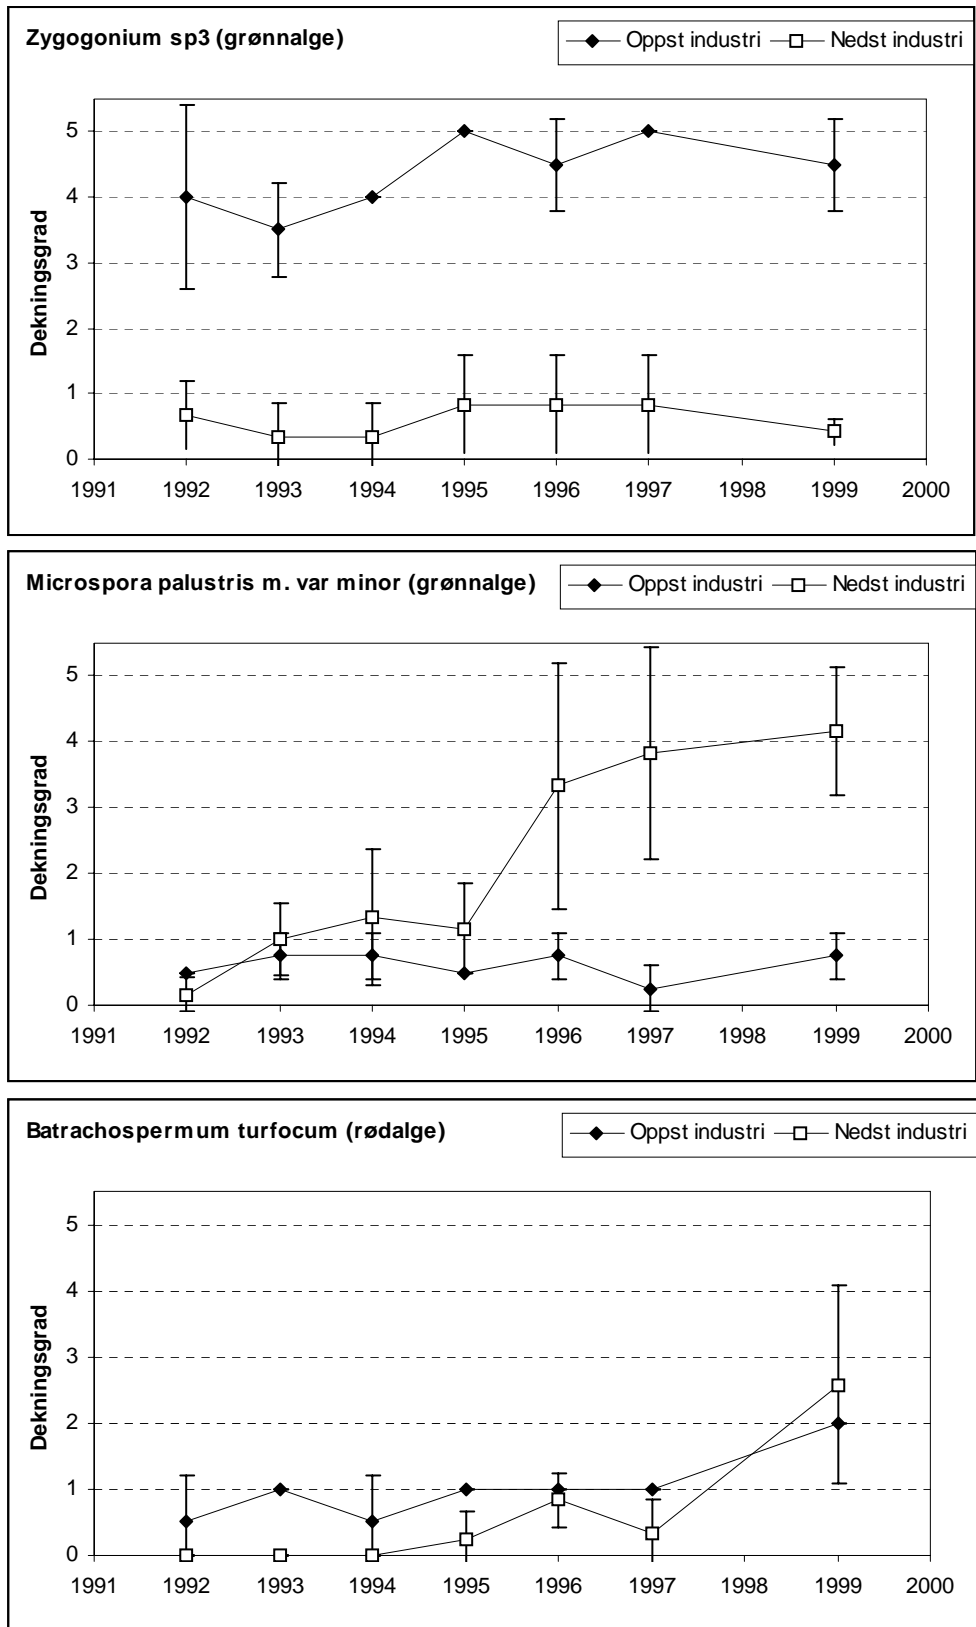 Zygogonium sp3 (grønnalge)
Oppst industri
Nedst industri
Dekningsgrad
5
4
3
2
1
0
1991 1992 1993 1994 1995 1996 1997 1998 1999 2000
Microspora palustris m. var minor (grønnalge)
Oppst industri
Nedst industri
Dekningsgrad
5
4
3
2
1
0
1991 1992 1993 1994 1995 1996 1997 1998 1999 2000
Batrachospermum turfocum (rødalge)
Oppst industri
Nedst industri
Dekningsgrad
5
4
3
2
1
0
1991 1992 1993 1994 1995 1996 1997 1998 1999 2000